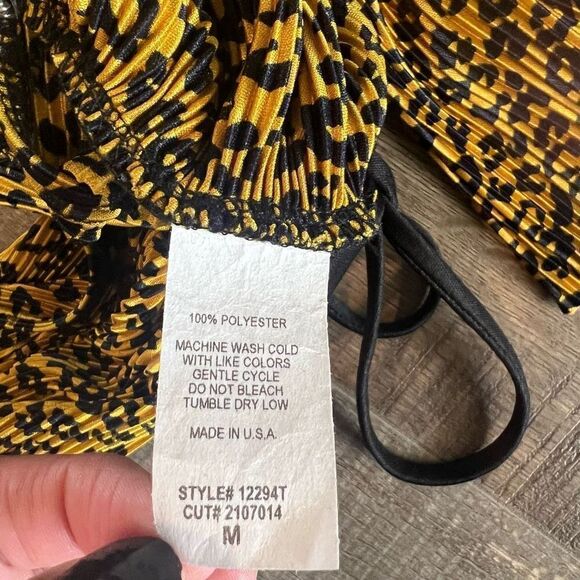 100% POLYESTER
MACHINE WASH COLD
WITH LIKE COLORS
GENTLE CYCLE
DO NOT BLEACH
TUMBLE DRY LOW
MADE IN U.S.A.
STYLE# 12294T
CUT# 2107014
M